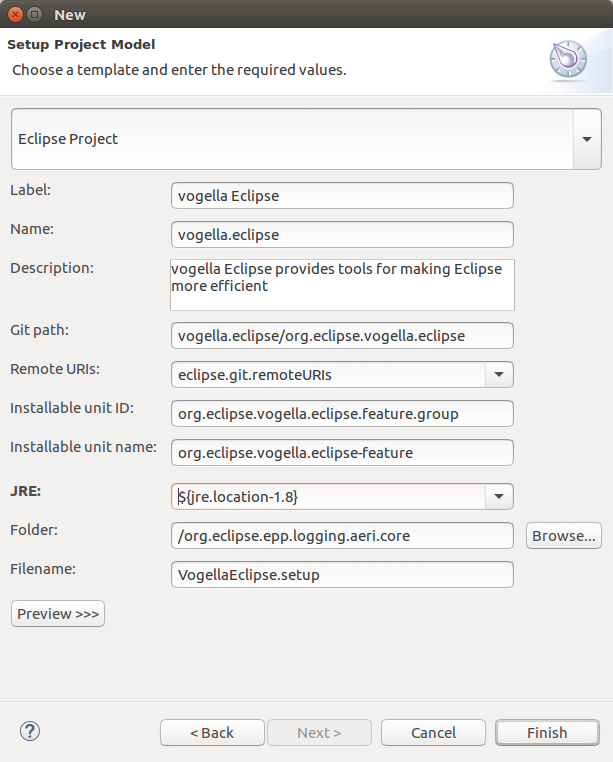 New
Setup Project Model
Choose a template and enter the required values.
Eclipse Project
Label: vogella Eclipse
Name: vogella.eclipse
Description: vogella Eclipse provides tools for making Eclipse
more efficient
Git path: vogella.eclipse/org.eclipse.vogella.eclipse
Remote URIs: eclipse.git.remoteURIs
Installable unit ID: org.eclipse.vogella.eclipse.feature.group
Installable unit name: org.eclipse.vogella.eclipse-feature
JRE: ${jre.location-1.8}
Folder: /org.eclipse.epp.logging.aeri.core Browse...
Filename: VogellaEclipse.setup
Preview >>>
? < Back Next > Cancel Finish